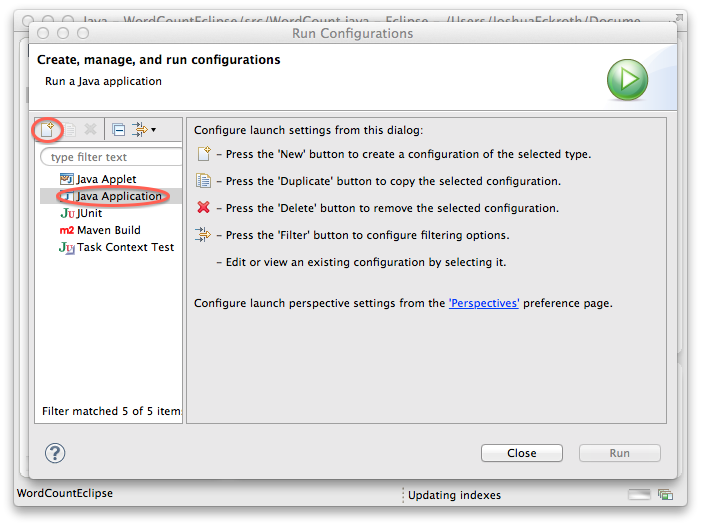 Java – WordCountEclipse/src/WordCount.java – Eclipse – /Users/JoshuaEckroth/Docume
Run Configurations
Create, manage, and run configurations
Run a Java application
type filter text
Java Applet
Java Application
JUnit
Maven Build
Task Context Test
Filter matched 5 of 5 items
Configure launch settings from this dialog:
– Press the 'New' button to create a configuration of the selected type.
– Press the 'Duplicate' button to copy the selected configuration.
– Press the 'Delete' button to remove the selected configuration.
– Press the 'Filter' button to configure filtering options.
– Edit or view an existing configuration by selecting it.
Configure launch perspective settings from the 'Perspectives' preference page.
Close
Run
WordCountEclipse
Updating indexes